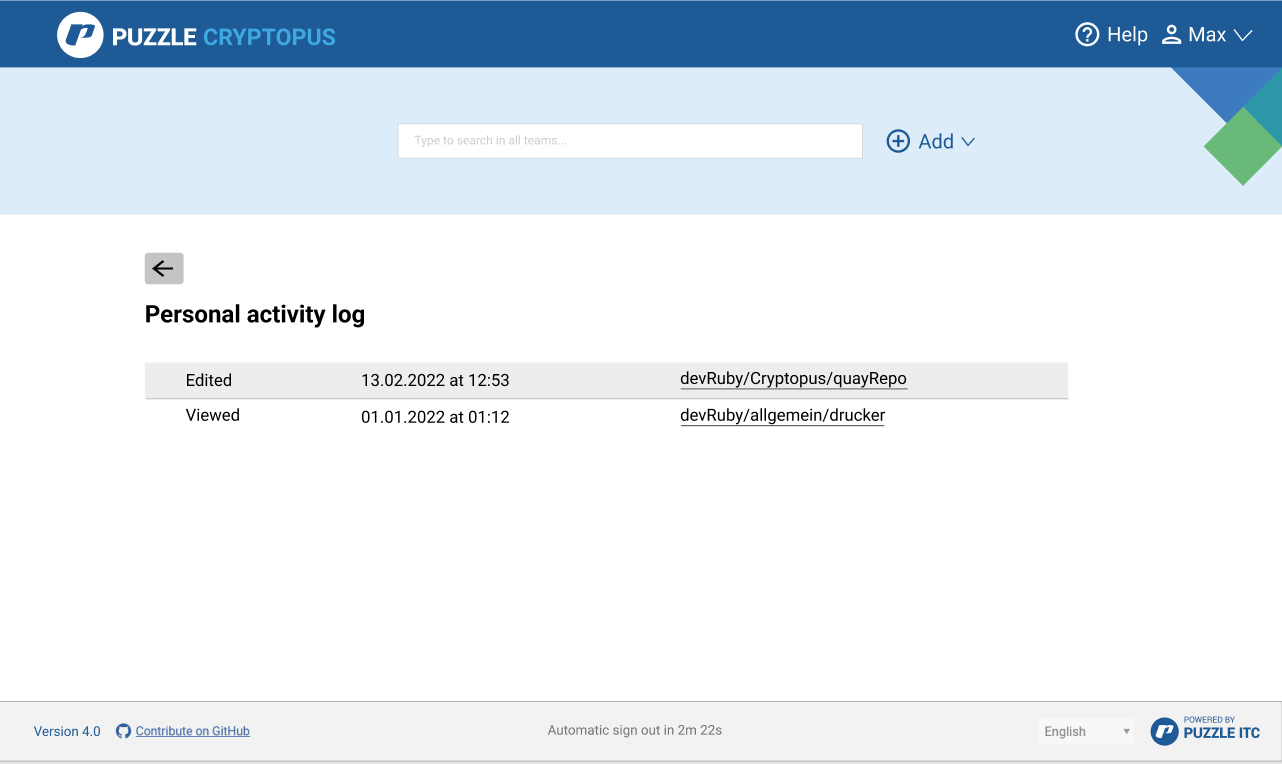 PUZZLE CRYPTOPUS
Help Max
Type to search in all teams...
Add
Personal activity log
Edited 13.02.2022 at 12:53 devRuby/Cryptopus/quayRepo
Viewed 01.01.2022 at 01:12 devRuby/allgemein/drucker
Version 4.0 Contribute on GitHub Automatic sign out in 2m 22s English
POWERED BY
PUZZLE ITC